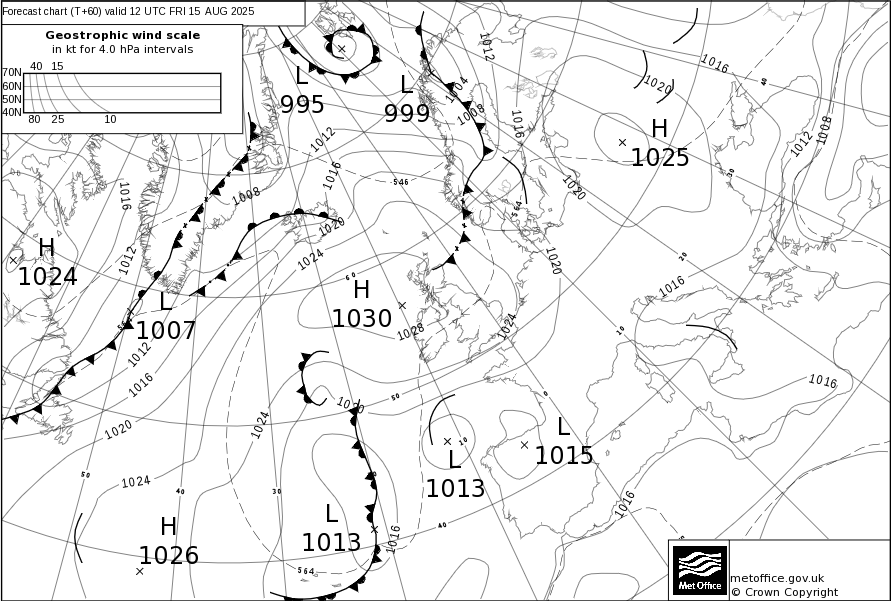 Forecast chart (T+60) valid 12 UTC FRI 15 AUG 2025
Geostrophic wind scale
in kt for 4.0 hPa intervals
40 15
70N
60N
50N
40N
80 25 10
L
995
L
999
1012
1004
1008
1016
1016
1020
40
H
1025
1012
1008
30
1012
1016
546
1020
564
1016
1008
1020
1024
1012
H
1024
60
H
1030
1028
1020
20
1016
L
1007
1024
10
1012
1016
1016
1020
1020
50
0
1024
L
1015
10
L
1013
50
1024
40
30
L
1013
1016
40
1016
H
1026
564
metoffice.gov.uk
© Crown Copyright
Met Office